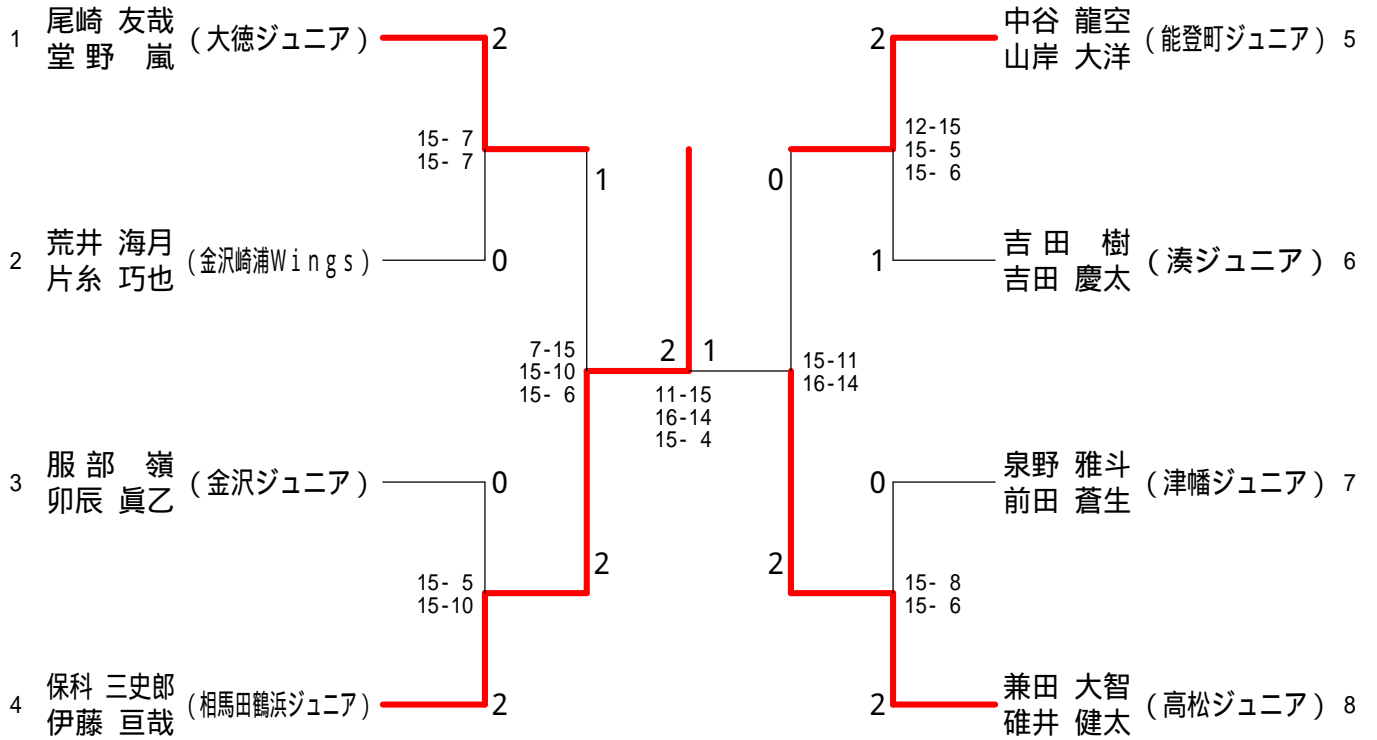 1 尾崎 友哉 (大徳ジュニア) 2
堂野 嵐
15- 7
15- 7
1
2 荒井 海月 (金沢崎浦Wings) 0
片糸 巧也
7-15
15-10
15- 6
3 服部 嶺 (金沢ジュニア) 0
卯辰 眞乙
2
15- 5
15-10
4 保科 三史郎 (相馬田鶴浜ジュニア) 2
伊藤 亘哉
2 1
11-15
16-14
15- 4
2 中谷 龍空 (能登町ジュニア) 5
山岸 大洋
12-15
15- 5
15- 6
0
1 吉田 樹 (湊ジュニア) 6
吉田 慶太
15-11
16-14
0 泉野 雅斗 (津幡ジュニア) 7
前田 蒼生
2
15- 8
15- 6
2 兼田 大智 (高松ジュニア) 8
碓井 健太